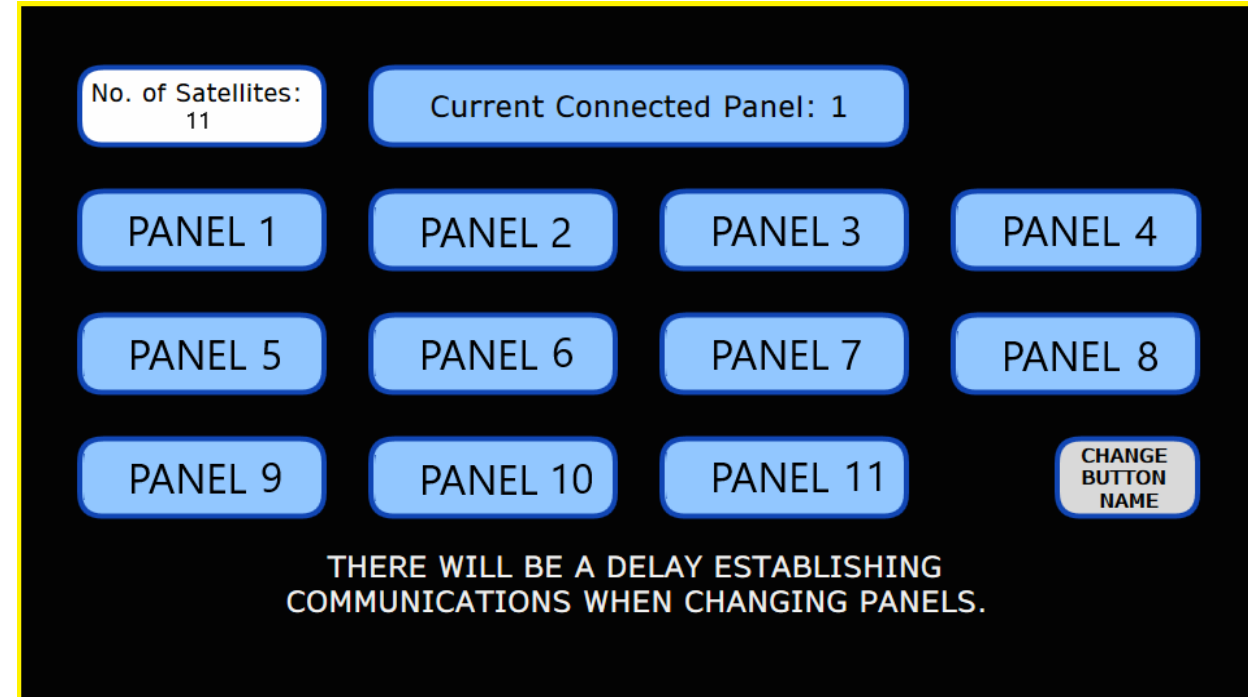 No. of Satellites:
11
Current Connected Panel: 1
PANEL 1
PANEL 2
PANEL 3
PANEL 4
PANEL 5
PANEL 6
PANEL 7
PANEL 8
PANEL 9
PANEL 10
PANEL 11
CHANGE
BUTTON
NAME
THERE WILL BE A DELAY ESTABLISHING
COMMUNICATIONS WHEN CHANGING PANELS.